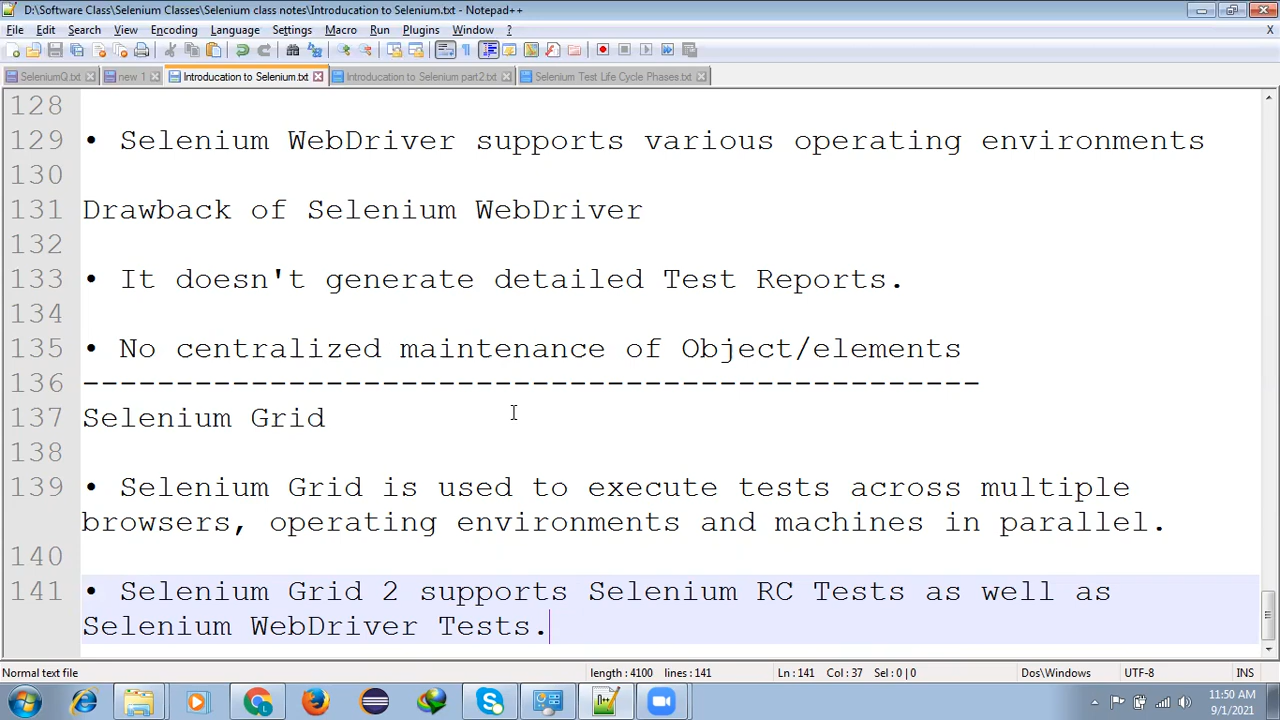 D:\Software Class\Selenium Classes\Selenium class notes\Introducation to Selenium.txt - Notepad++
File Edit Search View Encoding Language Settings Macro Run Plugins Window ? X
SeleniumQ.txt new 1 Introducation to Selenium.txt Introducation to Selenium part2.txt Selenium Test Life Cycle Phases.txt
128
129 • Selenium WebDriver supports various operating environments
130
131 Drawback of Selenium WebDriver
132
133 • It doesn't generate detailed Test Reports.
134
135 • No centralized maintenance of Object/elements
136 ------------------------------------------------
137 Selenium Grid
138
139 • Selenium Grid is used to execute tests across multiple
browsers, operating environments and machines in parallel.
140
141 • Selenium Grid 2 supports Selenium RC Tests as well as
Selenium WebDriver Tests.
Normal text file length : 4100 lines : 141 Ln : 141 Col : 37 Sel : 0 | 0 Dos\Windows UTF-8 INS
11:50 AM
9/1/2021